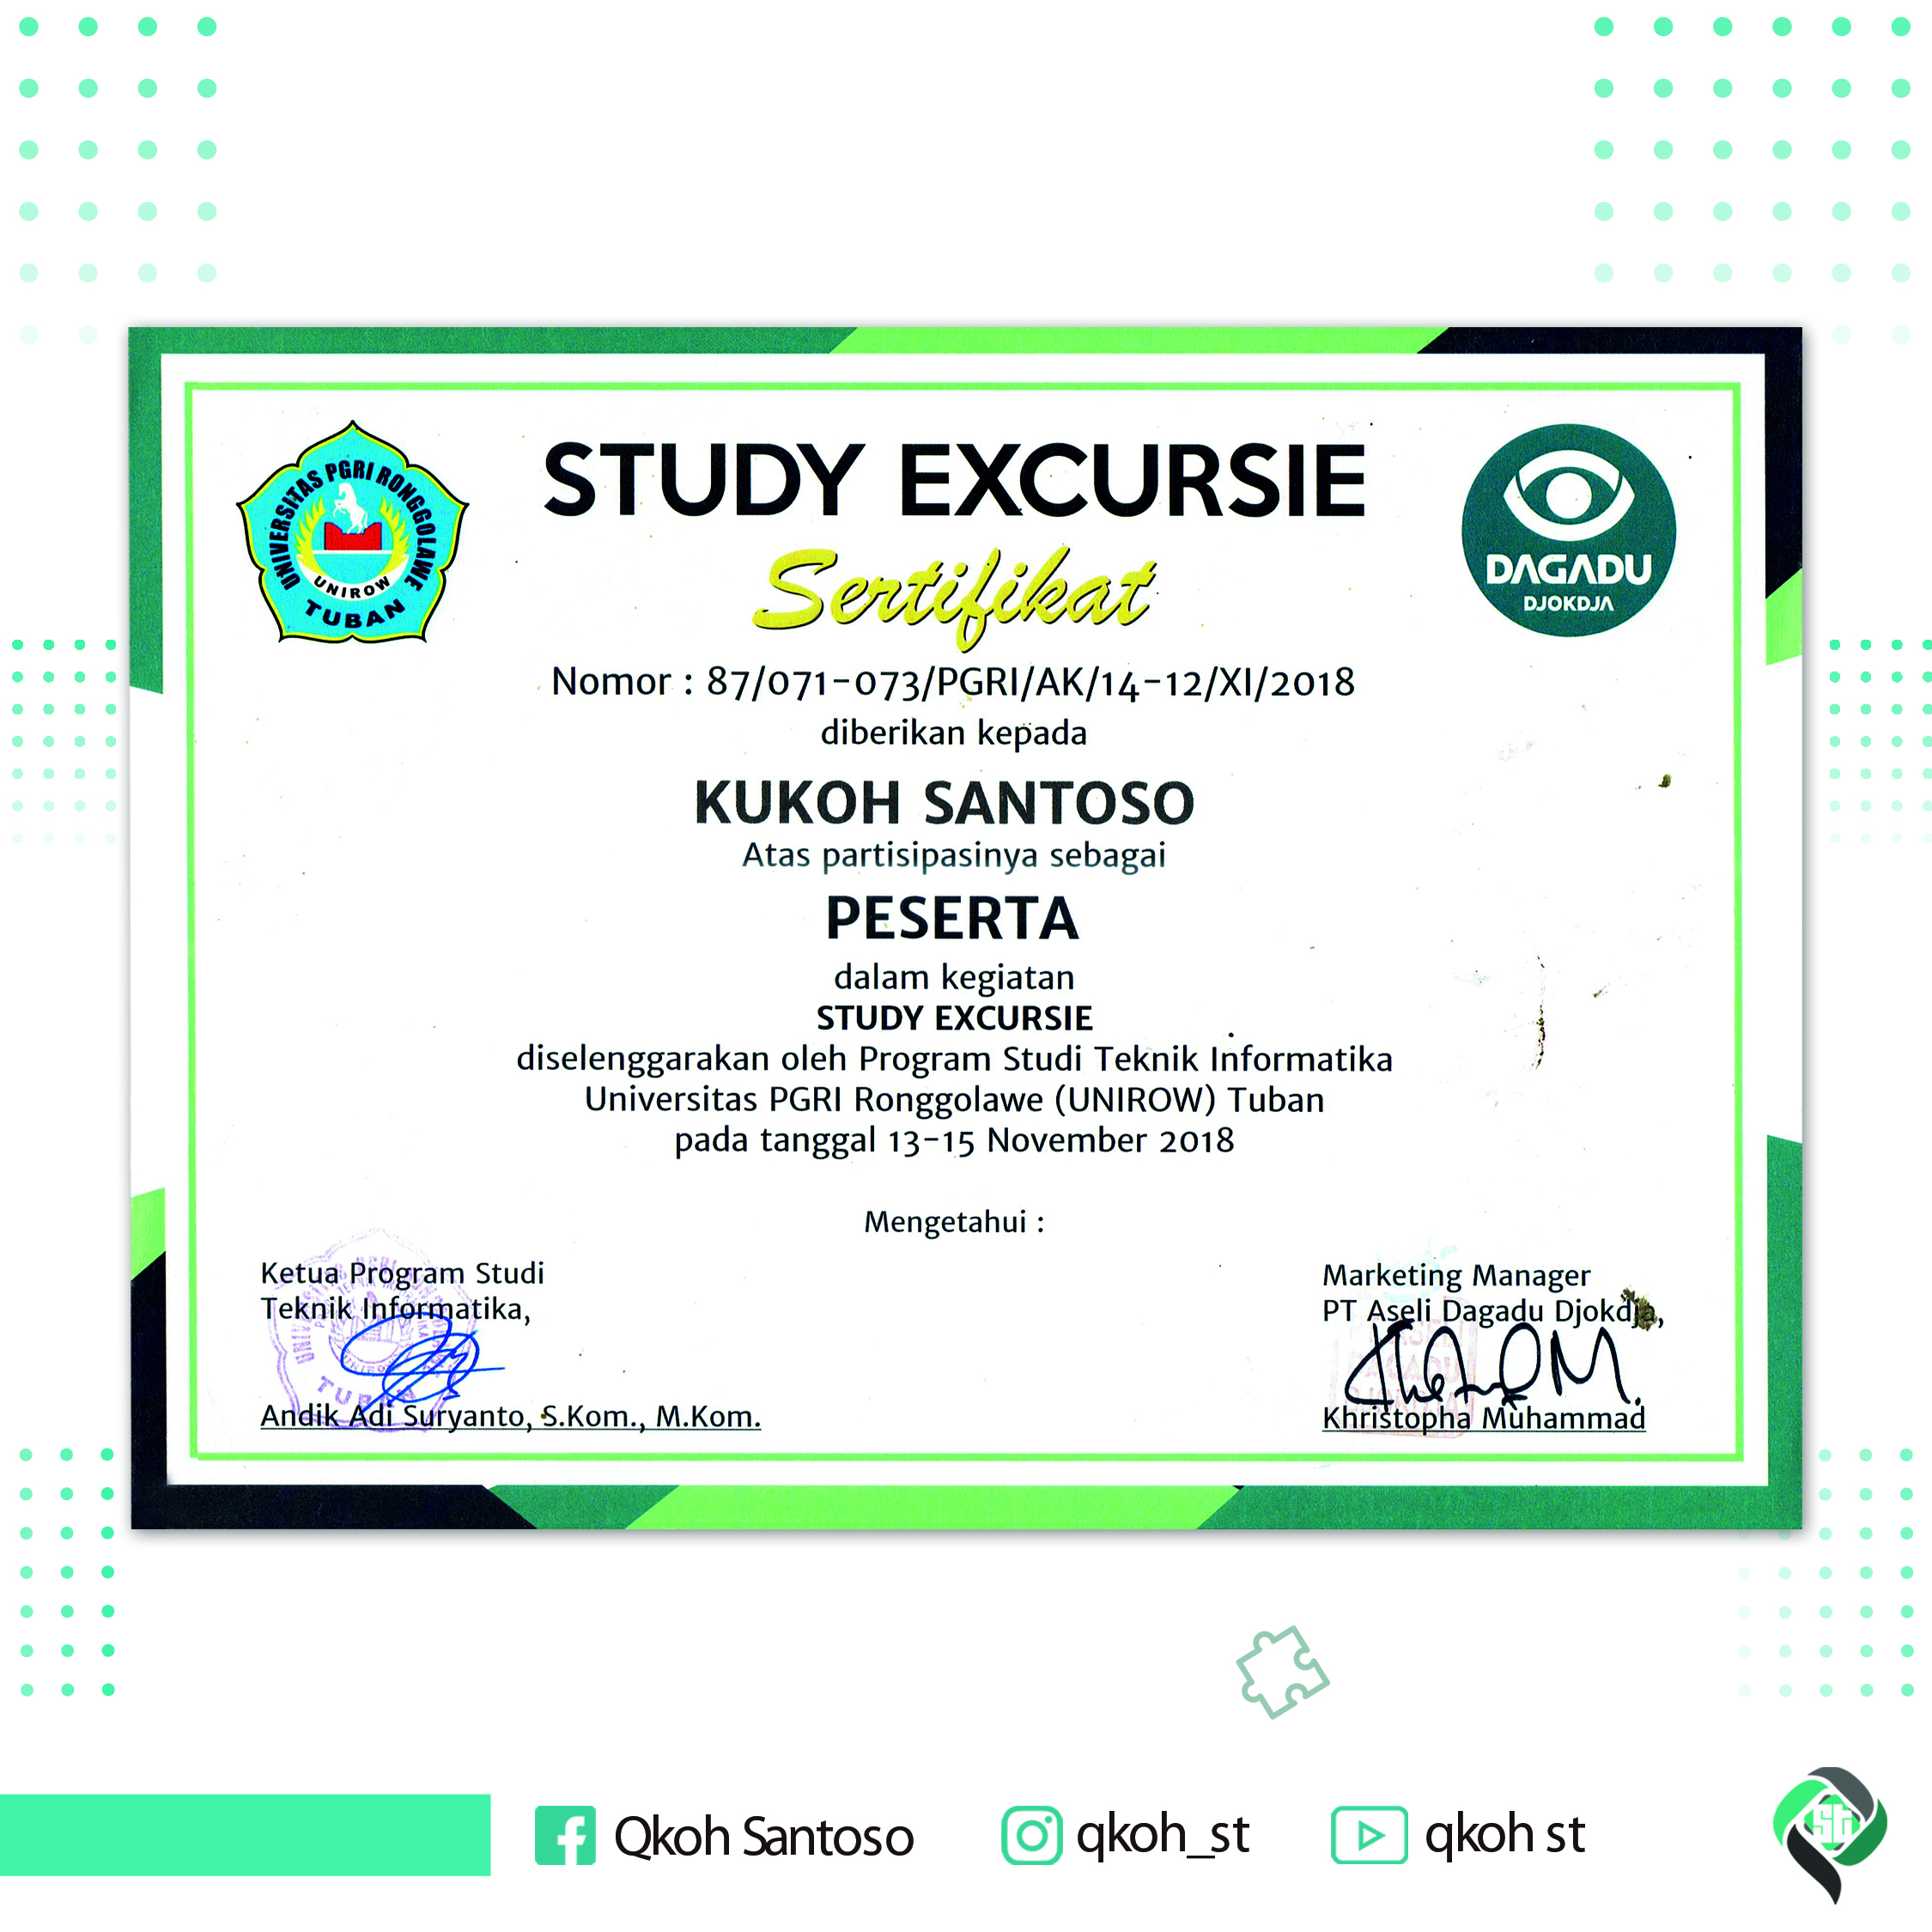 UNIVERSITAS PGRI RONGGOLAWE
UNIROW
TUBAN
STUDY EXCURSIE
Sertifikat
DAGADU
DJOKDJA
Nomor : 87/071-073/PGRI/AK/14-12/XI/2018
diberikan kepada
KUKOH SANTOSO
Atas partisipasinya sebagai
PESERTA
dalam kegiatan
STUDY EXCURSIE
diselenggarakan oleh Program Studi Teknik Informatika
Universitas PGRI Ronggolawe (UNIROW) Tuban
pada tanggal 13-15 November 2018
Mengetahui :
Ketua Program Studi
Teknik Informatika,
Andik Adi Suryanto, S.Kom., M.Kom.
Marketing Manager
PT Aseli Dagadu Djokdja,
Khristopha Muhammad
Qkoh Santoso
qkoh_st
qkoh st
st